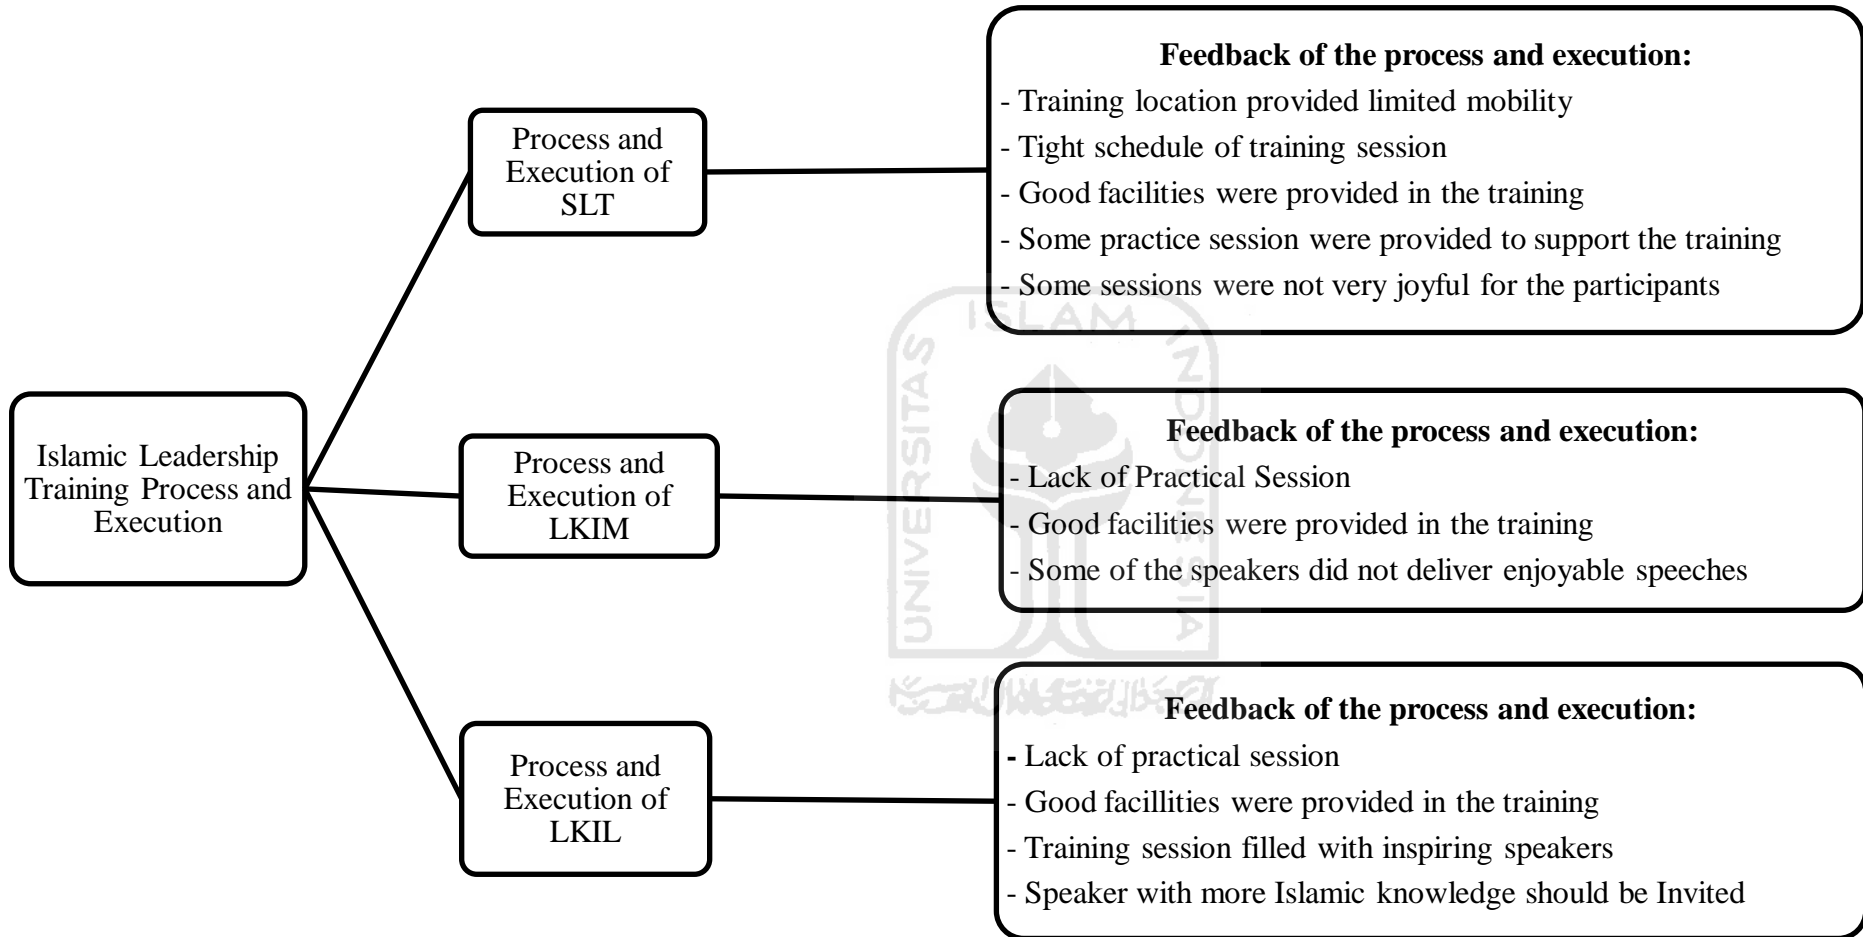 Islamic Leadership
Training Process and
Execution
Process and
Execution of
SLT
Feedback of the process and execution:
- Training location provided limited mobility
- Tight schedule of training session
- Good facilities were provided in the training
- Some practice session were provided to support the training
- Some sessions were not very joyful for the participants
Process and
Execution of
LKIM
Feedback of the process and execution:
- Lack of Practical Session
- Good facilities were provided in the training
- Some of the speakers did not deliver enjoyable speeches
Process and
Execution of
LKIL
Feedback of the process and execution:
- Lack of practical session
- Good facillities were provided in the training
- Training session filled with inspiring speakers
- Speaker with more Islamic knowledge should be Invited
UNIVERSITAS
ISLAM
INDONESIA